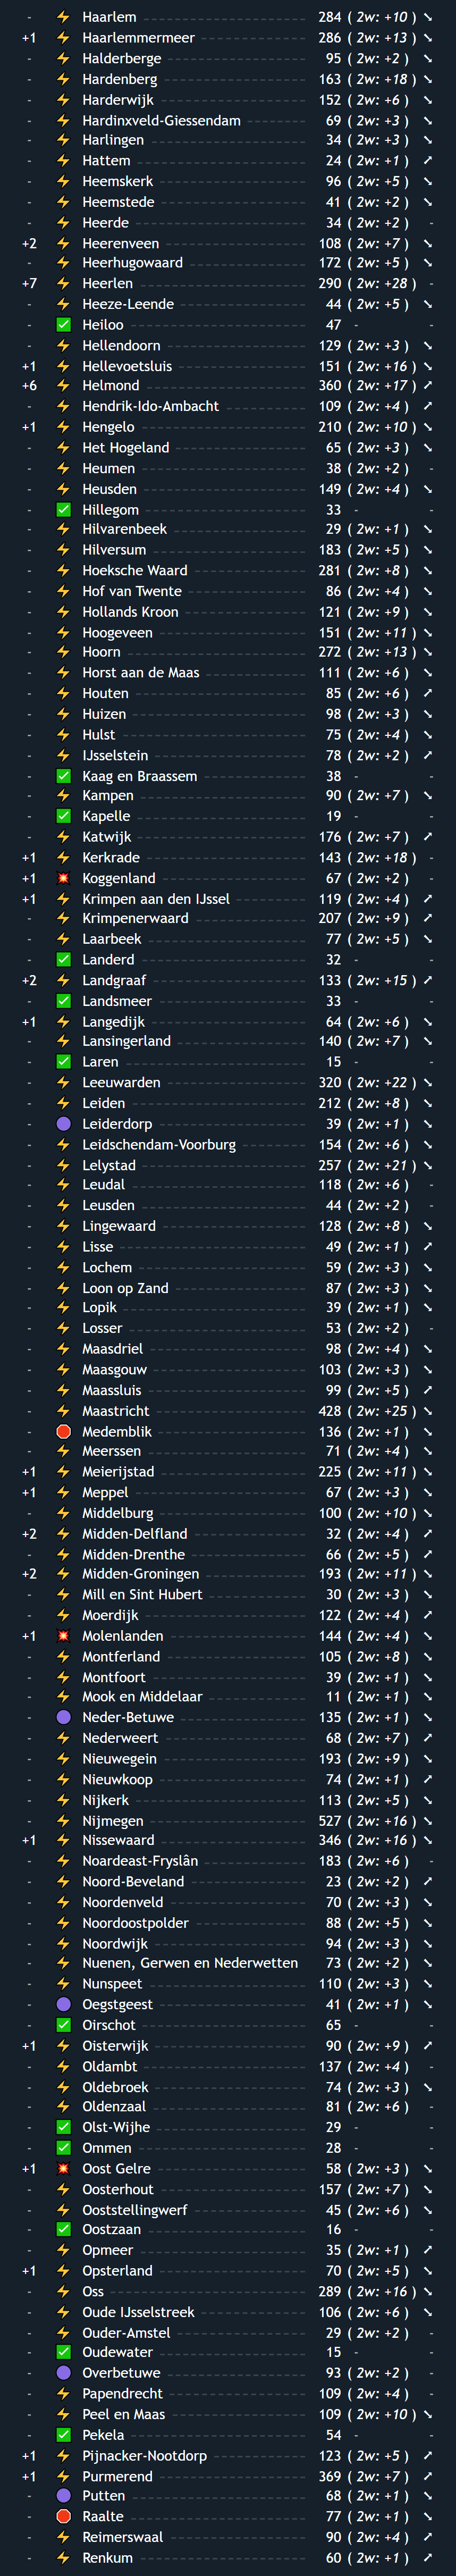 - ⚡ Haarlem 284 ( 2w: +10 ) ↘
+1 ⚡ Haarlemmermeer 286 ( 2w: +13 ) ↘
- ⚡ Halderberge 95 ( 2w: +2 ) ↘
- ⚡ Hardenberg 163 ( 2w: +18 ) ↘
- ⚡ Harderwijk 152 ( 2w: +6 ) ↘
- ⚡ Hardinxveld-Giessendam 69 ( 2w: +3 ) ↘
- ⚡ Harlingen 34 ( 2w: +3 ) ↘
- ⚡ Hattem 24 ( 2w: +1 ) ↗
- ⚡ Heemskerk 96 ( 2w: +5 ) ↘
- ⚡ Heemstede 41 ( 2w: +2 ) ↘
- ⚡ Heerde 34 ( 2w: +2 ) -
+2 ⚡ Heerenveen 108 ( 2w: +7 ) ↘
- ⚡ Heerhugowaard 172 ( 2w: +5 ) ↘
+7 ⚡ Heerlen 290 ( 2w: +28 ) -
- ⚡ Heeze-Leende 44 ( 2w: +5 ) ↘
- ✅ Heiloo 47 - -
- ⚡ Hellendoorn 129 ( 2w: +3 ) ↘
+1 ⚡ Hellevoetsluis 151 ( 2w: +16 ) ↘
+6 ⚡ Helmond 360 ( 2w: +17 ) ↗
- ⚡ Hendrik-Ido-Ambacht 109 ( 2w: +4 ) ↗
+1 ⚡ Hengelo 210 ( 2w: +10 ) ↘
- ⚡ Het Hogeland 65 ( 2w: +3 ) ↘
- ⚡ Heumen 38 ( 2w: +2 ) -
- ⚡ Heusden 149 ( 2w: +4 ) ↘
- ✅ Hillegom 33 - -
- ⚡ Hilvarenbeek 29 ( 2w: +1 ) ↘
- ⚡ Hilversum 183 ( 2w: +5 ) ↘
- ⚡ Hoeksche Waard 281 ( 2w: +8 ) ↘
- ⚡ Hof van Twente 86 ( 2w: +4 ) ↘
- ⚡ Hollands Kroon 121 ( 2w: +9 ) ↘
- ⚡ Hoogeveen 151 ( 2w: +11 ) ↘
- ⚡ Hoorn 272 ( 2w: +13 ) ↘
- ⚡ Horst aan de Maas 111 ( 2w: +6 ) ↘
- ⚡ Houten 85 ( 2w: +6 ) ↗
- ⚡ Huizen 98 ( 2w: +3 ) ↘
- ⚡ Hulst 75 ( 2w: +4 ) ↘
- ⚡ IJsselstein 78 ( 2w: +2 ) ↗
- ✅ Kaag en Braassem 38 - -
- ⚡ Kampen 90 ( 2w: +7 ) ↘
- ✅ Kapelle 19 - -
- ⚡ Katwijk 176 ( 2w: +7 ) ↗
+1 ⚡ Kerkrade 143 ( 2w: +18 ) -
+1 💥 Koggenland 67 ( 2w: +2 ) -
+1 ⚡ Krimpen aan den IJssel 119 ( 2w: +4 ) ↗
- ⚡ Krimpenerwaard 207 ( 2w: +9 ) ↗
- ⚡ Laarbeek 77 ( 2w: +5 ) ↘
- ✅ Landerd 32 - -
+2 ⚡ Landgraaf 133 ( 2w: +15 ) ↗
- ✅ Landsmeer 33 - -
+1 ⚡ Langedijk 64 ( 2w: +6 ) ↘
- ⚡ Lansingerland 140 ( 2w: +7 ) ↘
- ✅ Laren 15 - -
- ⚡ Leeuwarden 320 ( 2w: +22 ) ↘
- ⚡ Leiden 212 ( 2w: +8 ) ↘
- 🟣 Leiderdorp 39 ( 2w: +1 ) ↘
- ⚡ Leidschendam-Voorburg 154 ( 2w: +6 ) ↘
- ⚡ Lelystad 257 ( 2w: +21 ) ↘
- ⚡ Leudal 118 ( 2w: +6 ) -
- ⚡ Leusden 44 ( 2w: +2 ) -
- ⚡ Lingewaard 128 ( 2w: +8 ) ↘
- ⚡ Lisse 49 ( 2w: +1 ) ↗
- ⚡ Lochem 59 ( 2w: +3 ) ↘
- ⚡ Loon op Zand 87 ( 2w: +3 ) ↘
- ⚡ Lopik 39 ( 2w: +1 ) ↘
- ⚡ Losser 53 ( 2w: +2 ) -
- ⚡ Maasdriel 98 ( 2w: +4 ) ↘
- ⚡ Maasgouw 103 ( 2w: +3 ) ↘
- ⚡ Maassluis 99 ( 2w: +5 ) ↗
- ⚡ Maastricht 428 ( 2w: +25 ) ↘
- 🛑 Medemblik 136 ( 2w: +1 ) ↘
- ⚡ Meerssen 71 ( 2w: +4 ) ↘
+1 ⚡ Meierijstad 225 ( 2w: +11 ) ↘
+1 ⚡ Meppel 67 ( 2w: +3 ) ↘
- ⚡ Middelburg 100 ( 2w: +10 ) ↘
+2 ⚡ Midden-Delfland 32 ( 2w: +4 ) ↗
- ⚡ Midden-Drenthe 66 ( 2w: +5 ) ↗
+2 ⚡ Midden-Groningen 193 ( 2w: +11 ) ↘
- ⚡ Mill en Sint Hubert 30 ( 2w: +3 ) ↘
- ⚡ Moerdijk 122 ( 2w: +4 ) ↗
+1 💥 Molenlanden 144 ( 2w: +4 ) ↘
- ⚡ Montferland 105 ( 2w: +8 ) ↘
- ⚡ Montfoort 39 ( 2w: +1 ) ↘
- ⚡ Mook en Middelaar 11 ( 2w: +1 ) ↘
- 🟣 Neder-Betuwe 135 ( 2w: +1 ) ↘
- ⚡ Nederweert 68 ( 2w: +7 ) ↗
- ⚡ Nieuwegein 193 ( 2w: +9 ) ↘
- ⚡ Nieuwkoop 74 ( 2w: +1 ) ↗
- ⚡ Nijkerk 113 ( 2w: +5 ) ↘
- ⚡ Nijmegen 527 ( 2w: +16 ) ↘
+1 ⚡ Nissewaard 346 ( 2w: +16 ) ↘
- ⚡ Noardeast-Fryslân 183 ( 2w: +6 ) -
- ⚡ Noord-Beveland 23 ( 2w: +2 ) ↗
- ⚡ Noordenveld 70 ( 2w: +3 ) ↘
- ⚡ Noordoostpolder 88 ( 2w: +5 ) ↘
- ⚡ Noordwijk 94 ( 2w: +3 ) ↘
- ⚡ Nuenen, Gerwen en Nederwetten 73 ( 2w: +2 ) ↘
- ⚡ Nunspeet 110 ( 2w: +3 ) ↘
- 🟣 Oegstgeest 41 ( 2w: +1 ) ↘
- ✅ Oirschot 65 - -
+1 ⚡ Oisterwijk 90 ( 2w: +9 ) ↗
- ⚡ Oldambt 137 ( 2w: +4 ) -
- ⚡ Oldebroek 74 ( 2w: +3 ) ↘
- ⚡ Oldenzaal 81 ( 2w: +6 ) -
- ✅ Olst-Wijhe 29 - -
- ✅ Ommen 28 - -
+1 💥 Oost Gelre 58 ( 2w: +3 ) ↘
- ⚡ Oosterhout 157 ( 2w: +7 ) ↘
- ⚡ Ooststellingwerf 45 ( 2w: +6 ) ↘
- ✅ Oostzaan 16 - -
- ⚡ Opmeer 35 ( 2w: +1 ) ↗
+1 ⚡ Opsterland 70 ( 2w: +5 ) ↘
- ⚡ Oss 289 ( 2w: +16 ) ↘
- ⚡ Oude IJsselstreek 106 ( 2w: +6 ) ↘
- ⚡ Ouder-Amstel 29 ( 2w: +2 ) -
- ✅ Oudewater 15 - -
- 🟣 Overbetuwe 93 ( 2w: +2 ) -
- ⚡ Papendrecht 109 ( 2w: +4 ) -
- ⚡ Peel en Maas 109 ( 2w: +10 ) ↘
- ✅ Pekela 54 - -
+1 ⚡ Pijnacker-Nootdorp 123 ( 2w: +5 ) ↗
+1 ⚡ Purmerend 369 ( 2w: +7 ) ↗
- 🟣 Putten 68 ( 2w: +1 ) ↘
- 🛑 Raalte 77 ( 2w: +1 ) ↘
- ⚡ Reimerswaal 90 ( 2w: +4 ) ↗
- ⚡ Renkum 60 ( 2w: +1 ) ↗